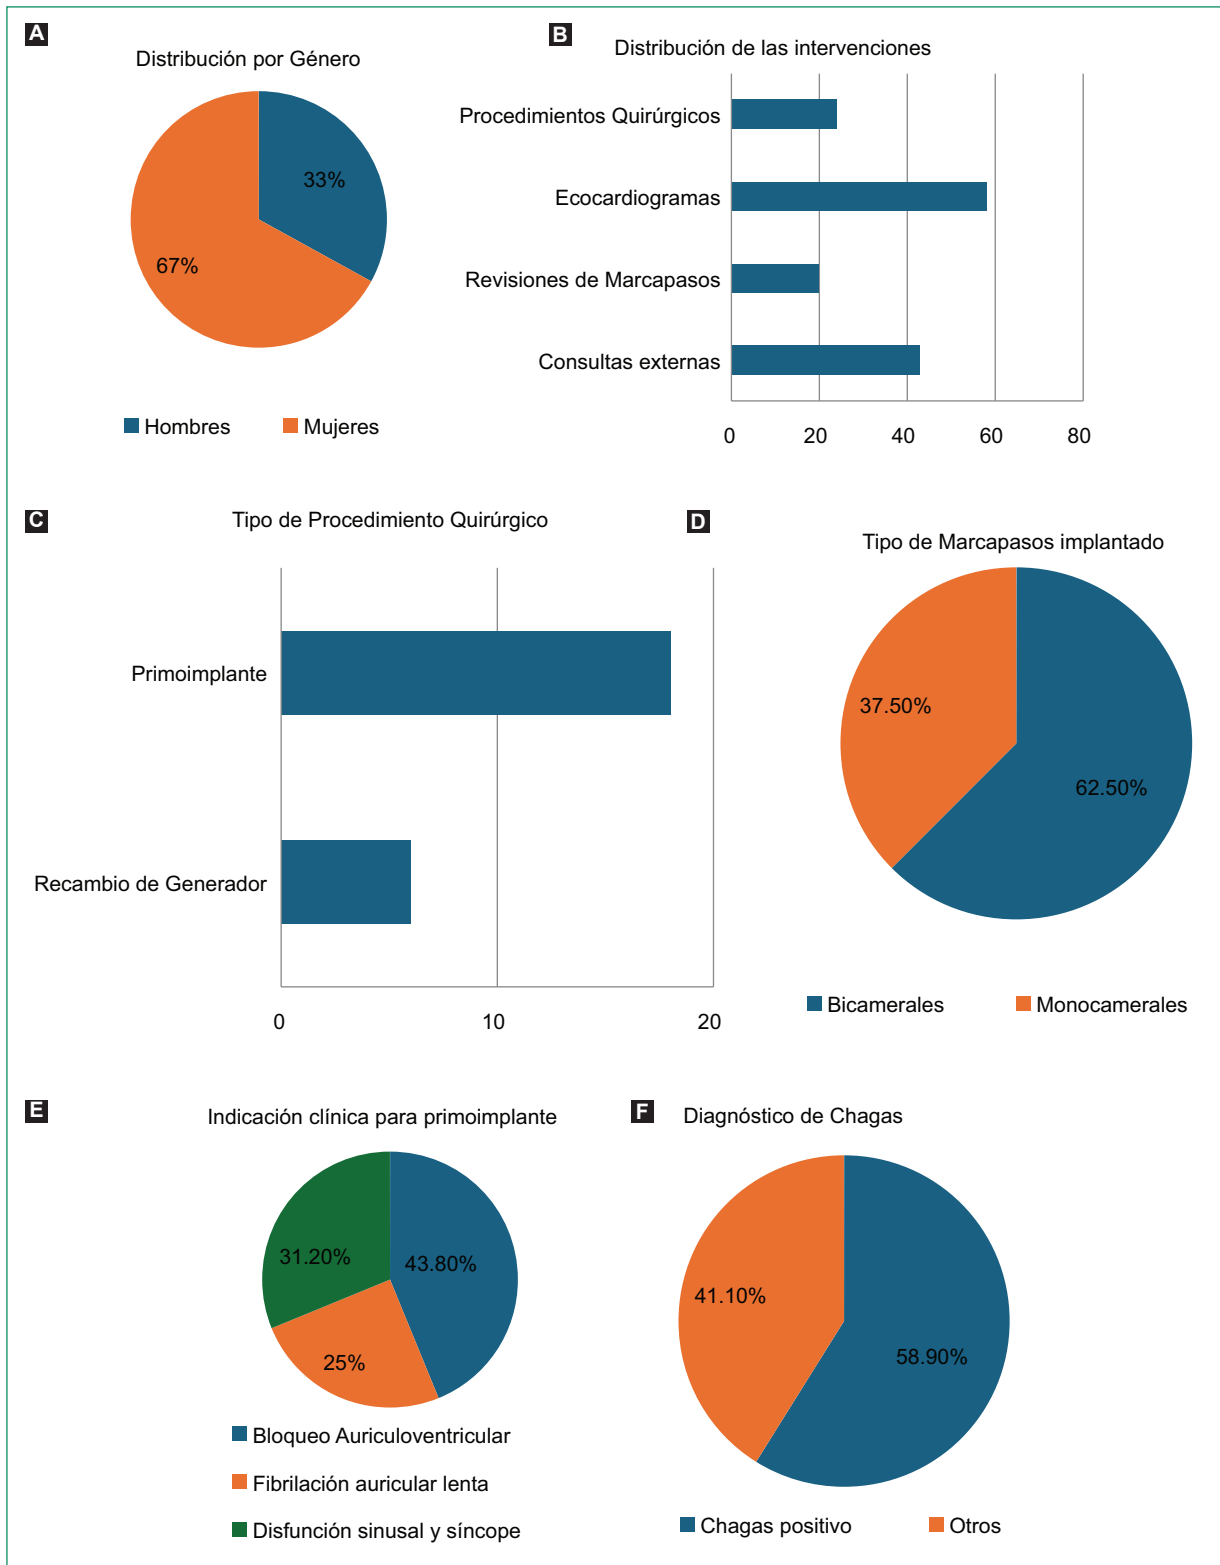 A
Distribución por Género
33%
67%
Hombres
Mujeres
B
Distribución de las intervenciones
Procedimientos Quirúrgicos
Ecocardiogramas
Revisiones de Marcapasos
Consultas externas
0 20 40 60 80
C
Tipo de Procedimiento Quirúrgico
Primoimplante
Recambio de Generador
0 10 20
D
Tipo de Marcapasos implantado
37.50%
62.50%
Bicamerales
Monocamerales
E
Indicación clínica para primoimplante
31.20%
43.80%
25%
Bloqueo Auriculoventricular
Fibrilación auricular lenta
Disfunción sinusal y síncope
F
Diagnóstico de Chagas
41.10%
58.90%
Chagas positivo
Otros